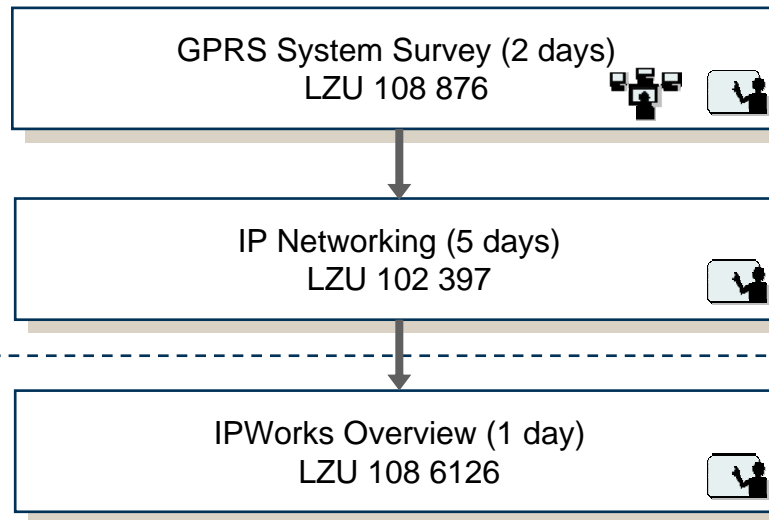 GPRS System Survey (2 days)
LZU 108 876
IP Networking (5 days)
LZU 102 397
IPWorks Overview (1 day)
LZU 108 6126